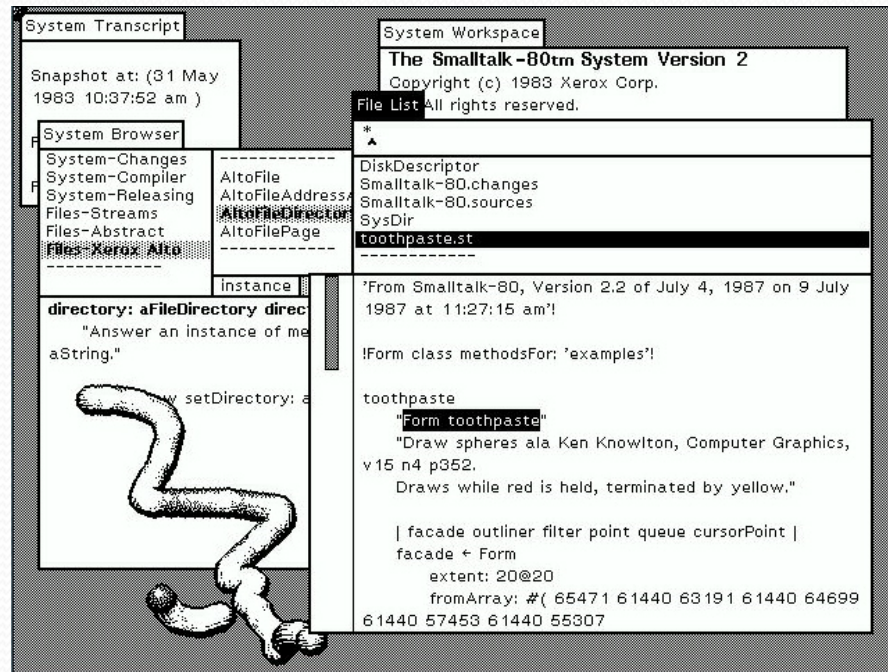 System Transcript
Snapshot at: (31 May
1983 10:37:52 am )
F
F
System Workspace
The Smalltalk-80tm System Version 2
Copyright (c) 1983 Xerox Corp.
All rights reserved.
System Browser
System-Changes
System-Compiler
System-Releasing
Files-Streams
Files-Abstract
Files-Xerox Alto
-------------
------------
AltoFile
AltoFileAddressA
AltoFileDirector
AltoFilePage
------------
instance
directory: aFileDirectory direc
"Answer an instance of me
aString."
w setDirectory: a
File List
*
DiskDescriptor
Smalltalk-80.changes
Smalltalk-80.sources
SysDir
toothpaste.st
-------------
'From Smalltalk-80, Version 2.2 of July 4, 1987 on 9 July
1987 at 11:27:15 am'!
!Form class methodsFor: 'examples'!
toothpaste
"Form toothpaste"
"Draw spheres ala Ken Knowlton, Computer Graphics,
v15 n4 p352.
Draws while red is held, terminated by yellow."
| facade outliner filter point queue cursorPoint |
facade ← Form
extent: 20@20
fromArray: #( 65471 61440 63191 61440 64699
61440 57453 61440 55307